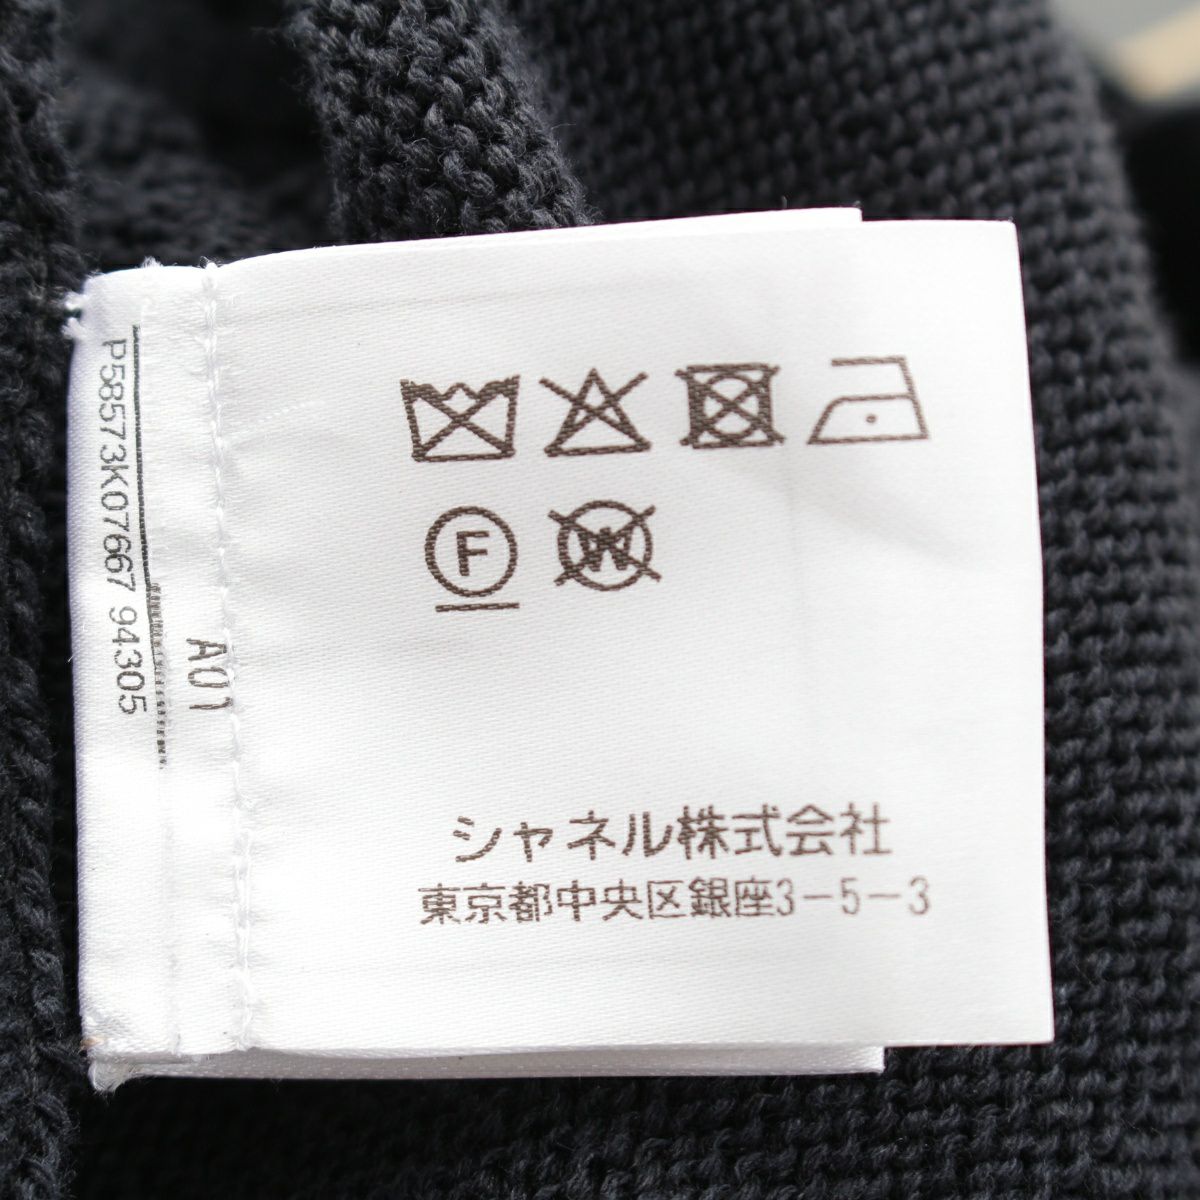 P58573K07667 94305
A01
F
W
シャネル株式会社
東京都中央区銀座3-5-3